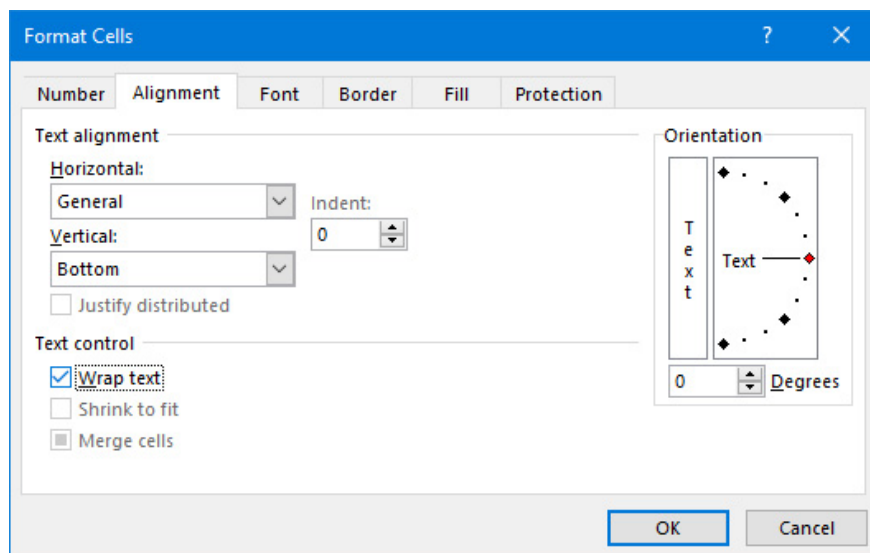 Format Cells ?
Number Alignment Font Border Fill Protection
Text alignment
Horizontal:
General
Indent:
0
Vertical:
Bottom
Justify distributed
Text control
Wrap text
Shrink to fit
Merge cells
Orientation
Text
Text
0 Degrees
OK Cancel